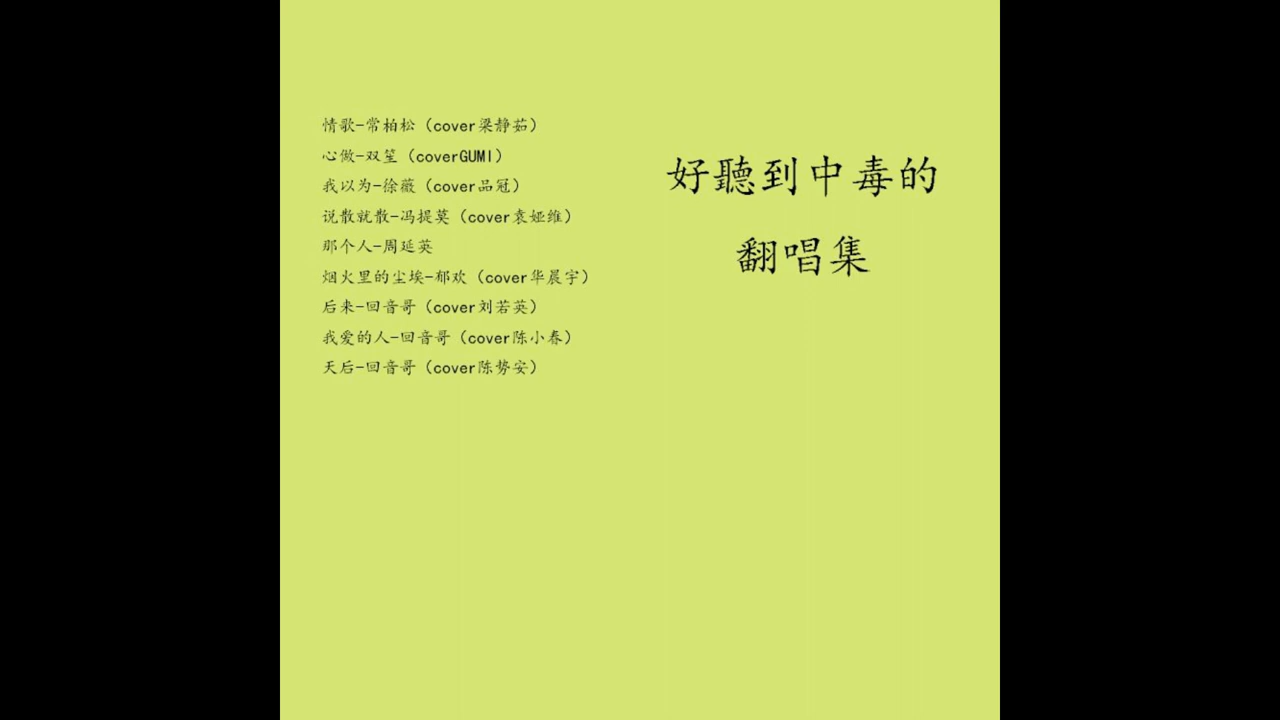 情歌-常柏松（cover梁静茹）
心做-双笙（coverGUMI）
我以为-徐薇（cover品冠）
说散就散-冯提莫（cover袁娅维）
那个人-周延英
烟火里的尘埃-郁欢（cover华晨宇）
后来-回音哥（cover刘若英）
我爱的人-回音哥（cover陈小春）
天后-回音哥（cover陈势安）
好聽到中毒的
翻唱集